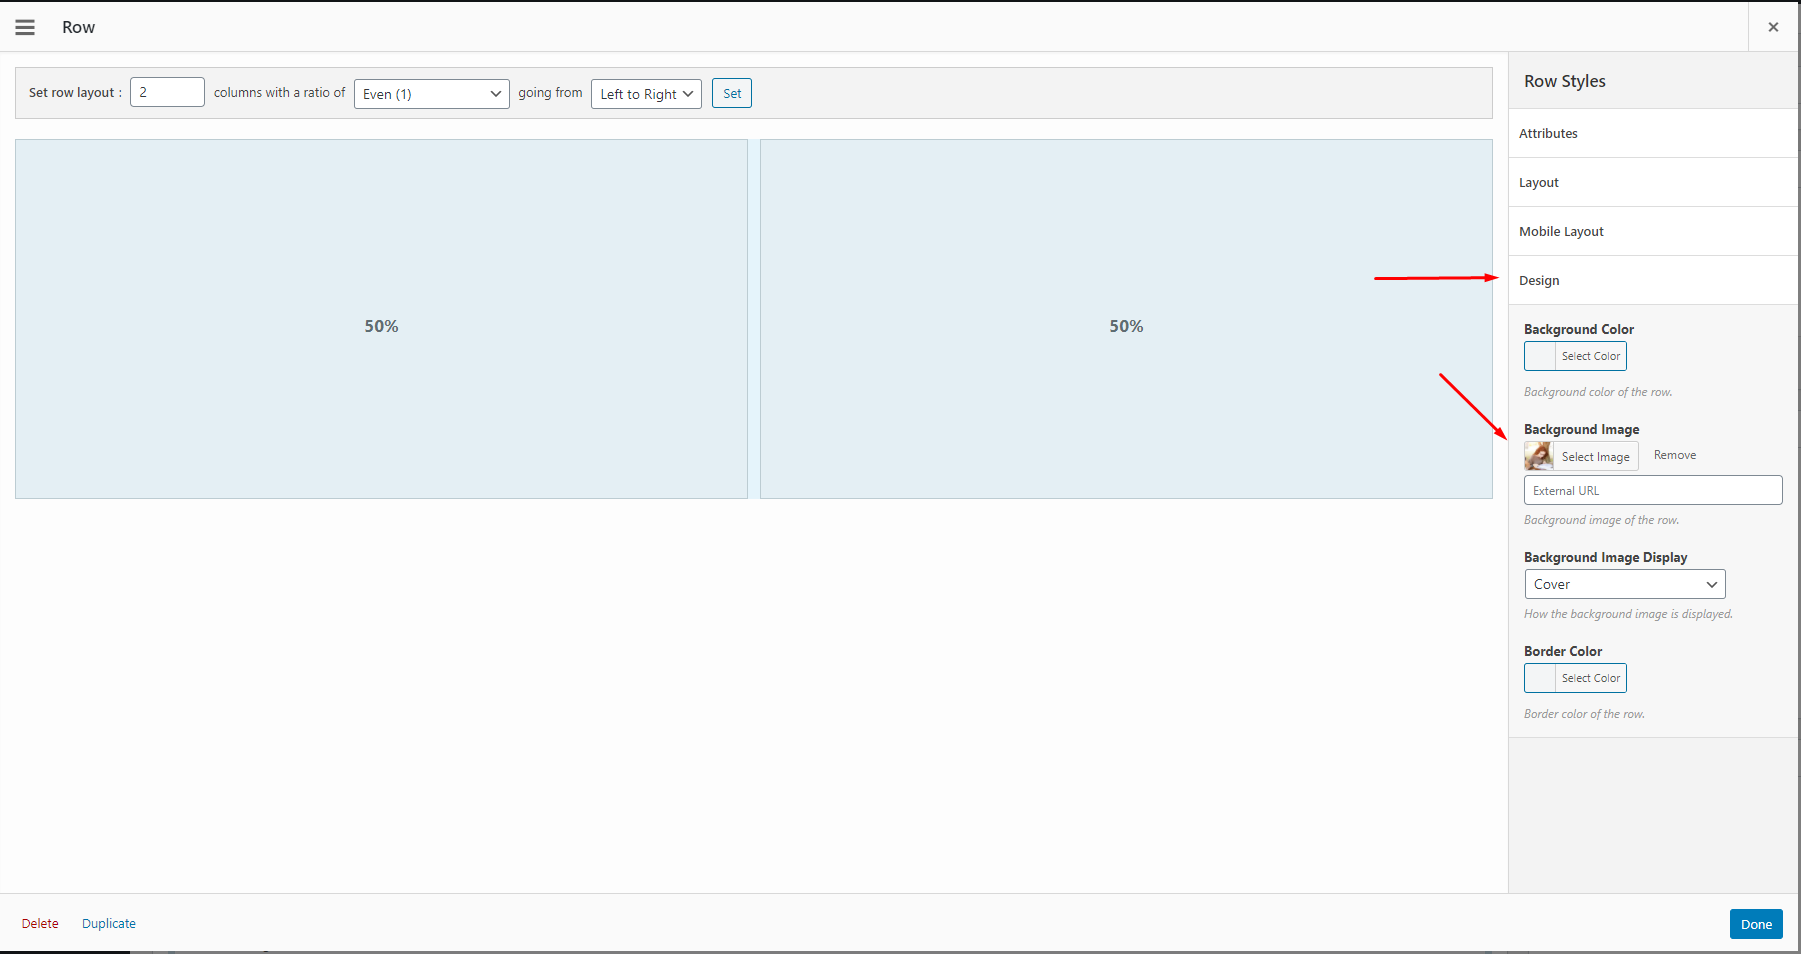 Row
×
Set row layout : 2 columns with a ratio of Even (1) going from Left to Right Set
50%
50%
Row Styles
Attributes
Layout
Mobile Layout
Design
Background Color
Select Color
Background color of the row.
Background Image
Select Image Remove
External URL
Background image of the row.
Background Image Display
Cover
How the background image is displayed.
Border Color
Select Color
Border color of the row.
Delete Duplicate
Done